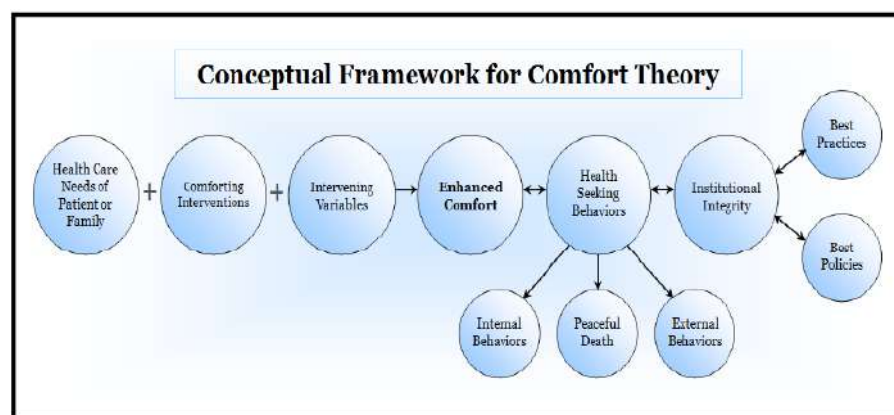 Conceptual Framework for Comfort Theory
Health Care
Needs of
Patient or
Family
+
Comforting
Interventions
+
Intervening
Variables
Enhanced
Comfort
Health
Seeking
Behaviors
Institutional
Integrity
Best
Practices
Best
Policies
Internal
Behaviors
Peaceful
Death
External
Behaviors